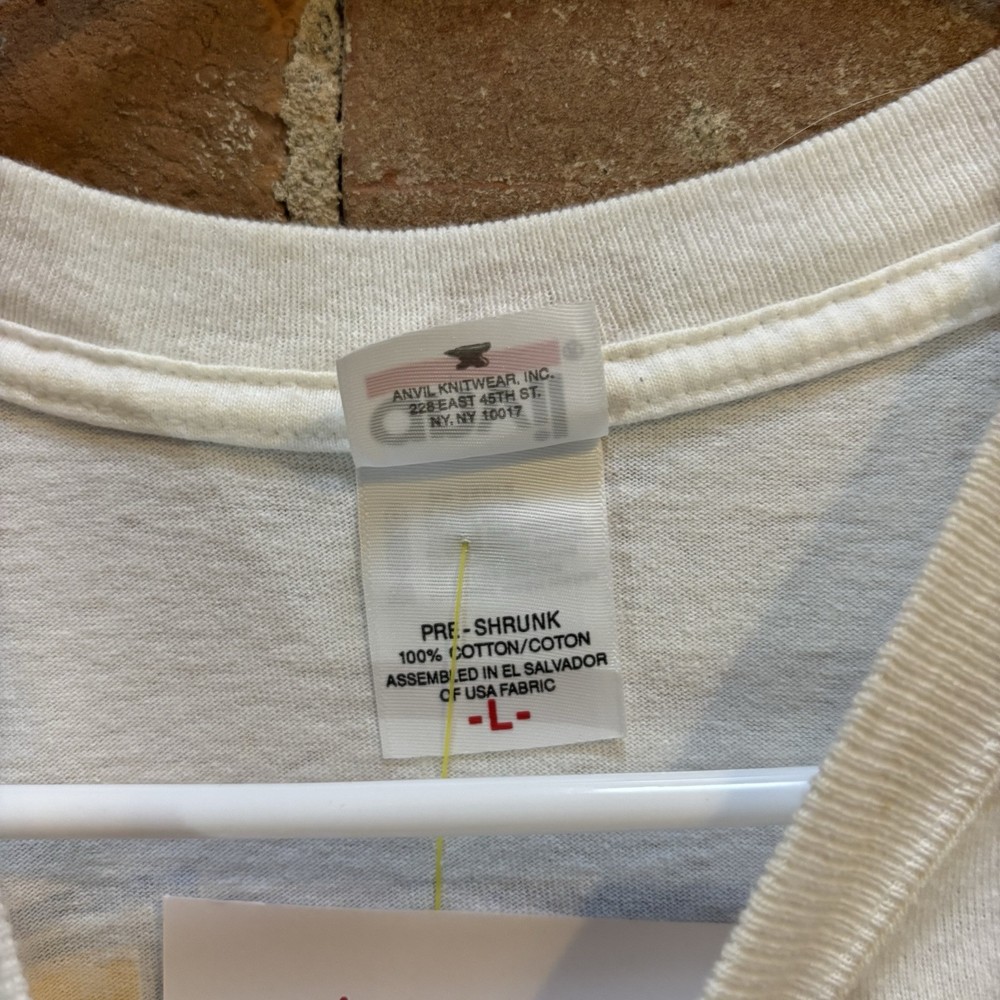 ANVIL KNITWEAR, INC.
228 EAST 45TH ST.
NY, NY 10017
PRE-SHRUNK
100% COTTON/COTON
ASSEMBLED IN EL SALVADOR
OF USA FABRIC
-L-